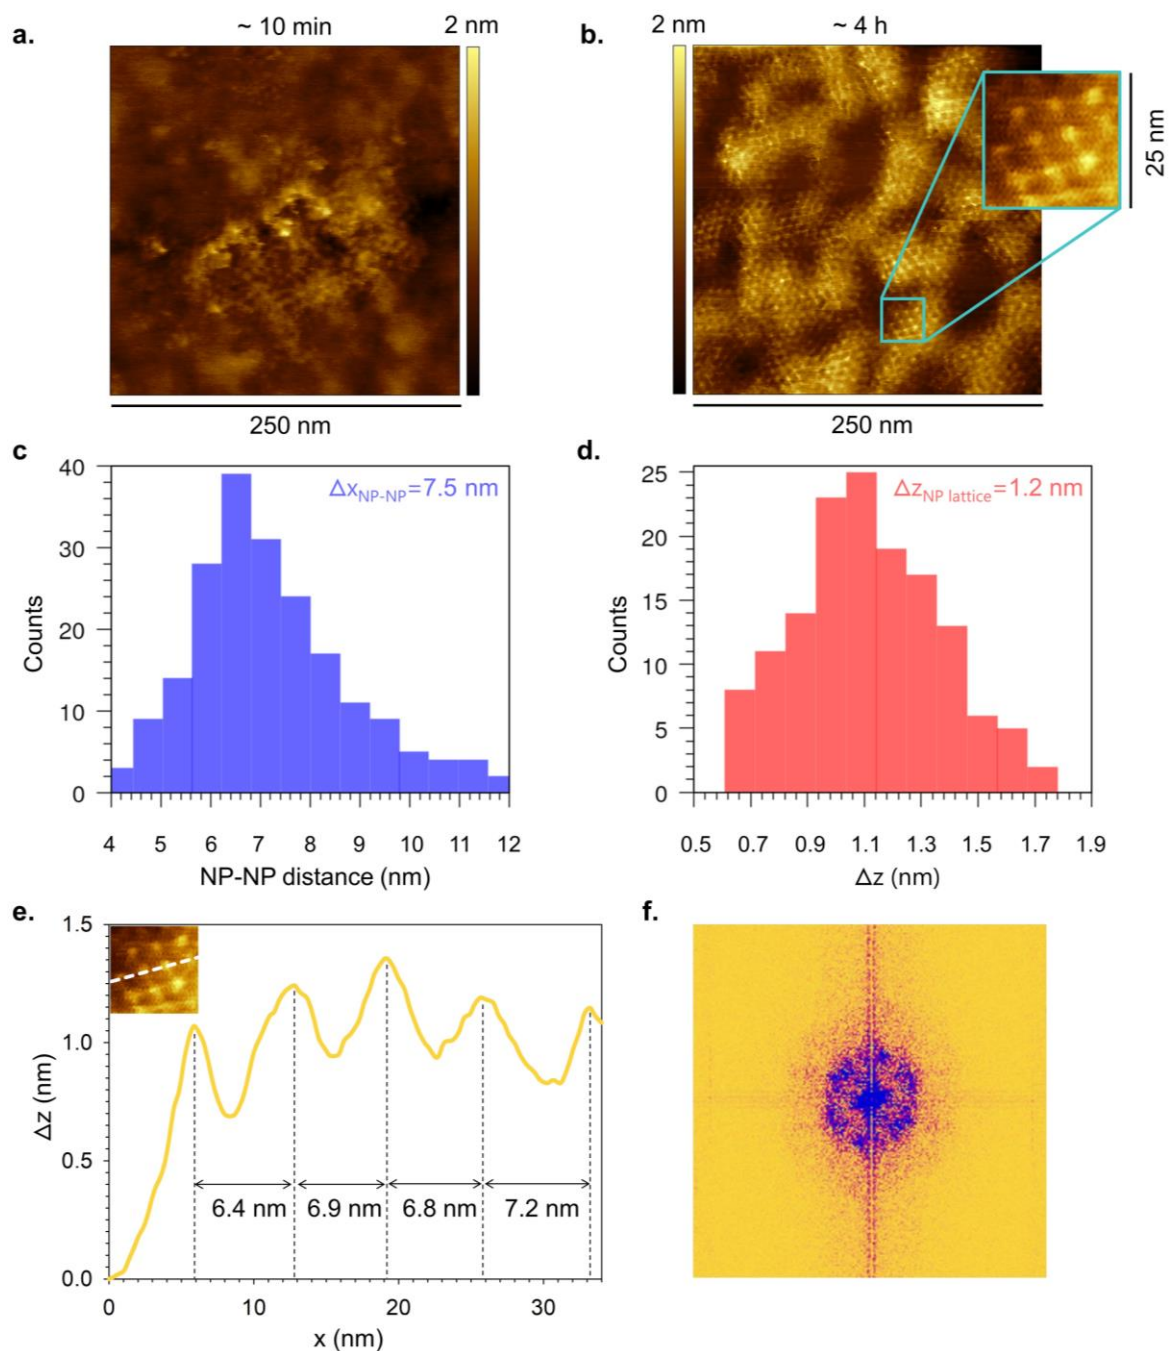 a.
~ 10 min
2 nm
250 nm
b.
2 nm
~ 4 h
25 nm
250 nm
c
40
30
20
10
0
Counts
Δx NP-NP=7.5 nm
4 5 6 7 8 9 10 11 12
NP-NP distance (nm)
d.
25
20
15
10
5
0
Counts
Δz NP lattice=1.2 nm
0.5 0.7 0.9 1.1 1.3 1.5 1.7 1.9
Δz (nm)
e.
1.5
1.0
0.5
0.0
Δz (nm)
6.4 nm 6.9 nm 6.8 nm 7.2 nm
0 10 20 30
x (nm)
f.